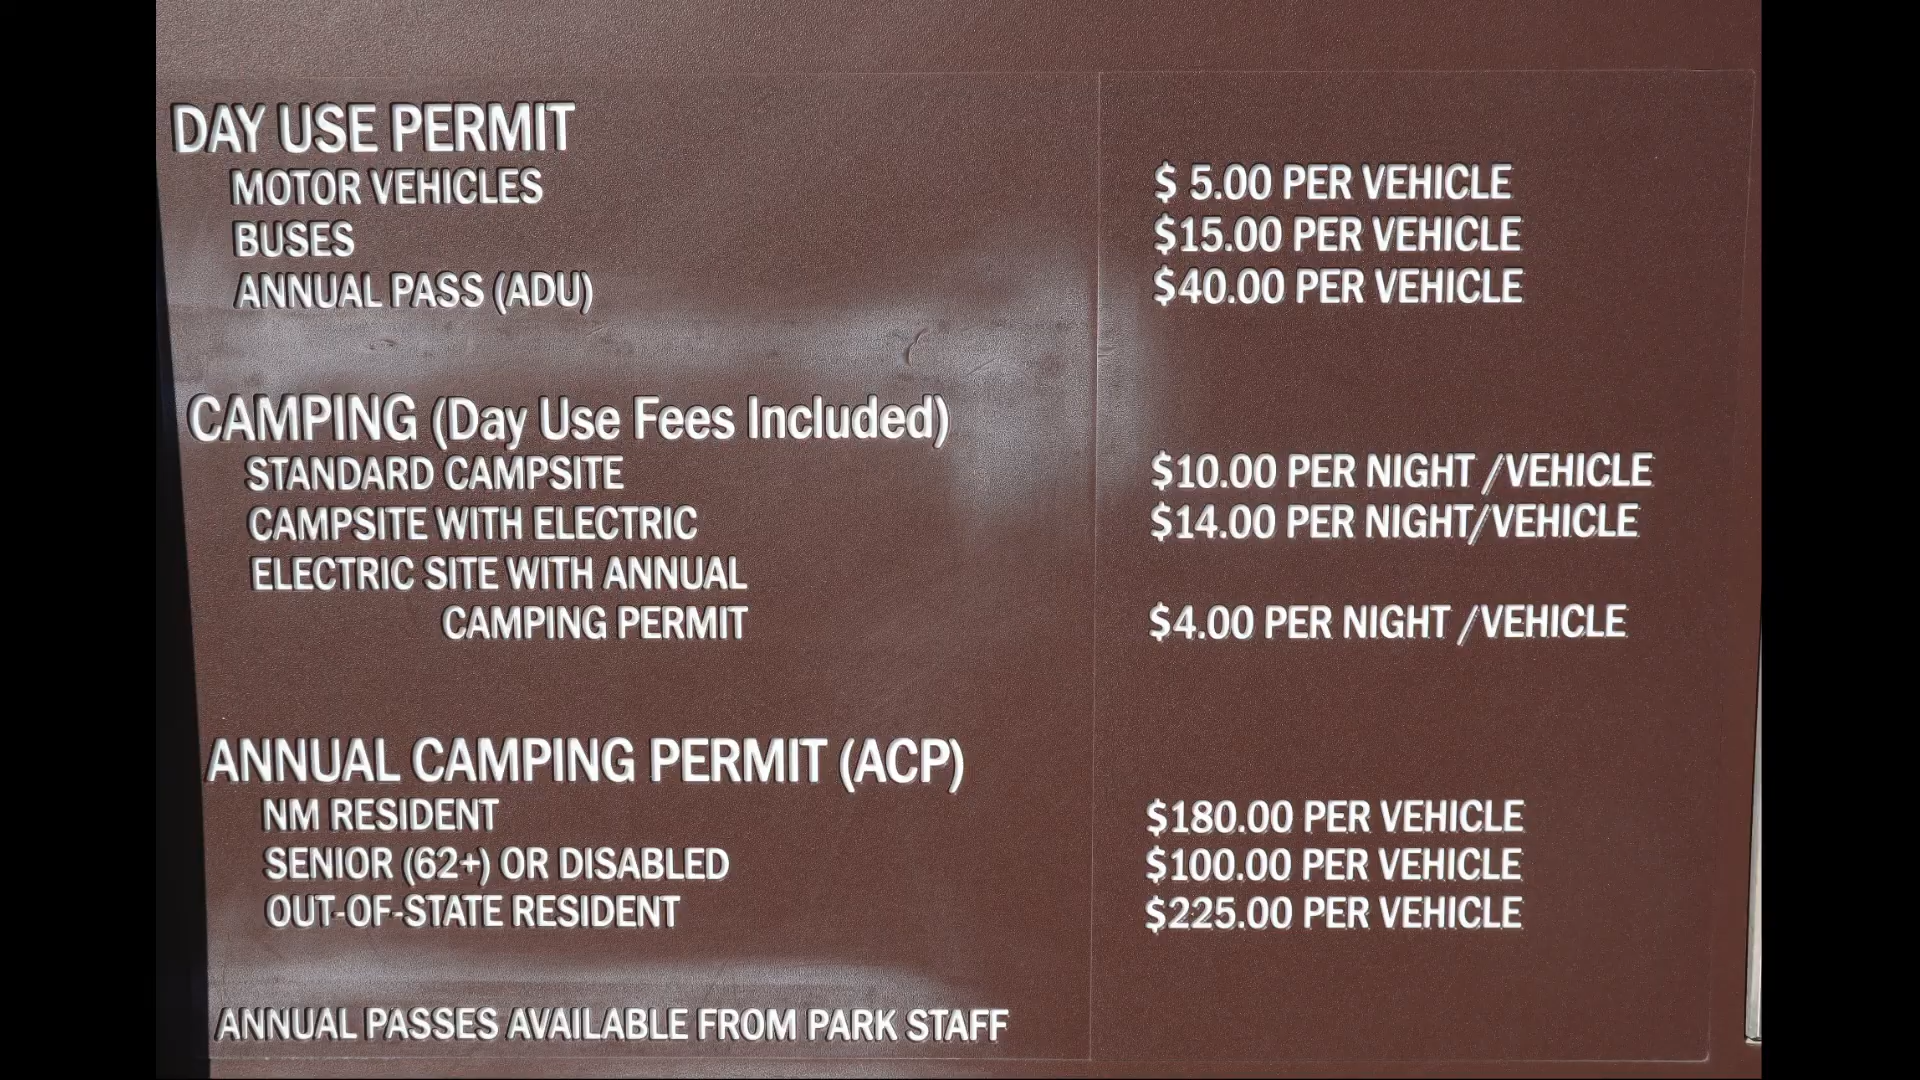 DAY USE PERMIT
MOTOR VEHICLES $ 5.00 PER VEHICLE
BUSES $15.00 PER VEHICLE
ANNUAL PASS (ADU) $40.00 PER VEHICLE
CAMPING (Day Use Fees Included)
STANDARD CAMPSITE $10.00 PER NIGHT /VEHICLE
CAMPSITE WITH ELECTRIC $14.00 PER NIGHT/VEHICLE
ELECTRIC SITE WITH ANNUAL
CAMPING PERMIT $4.00 PER NIGHT /VEHICLE
ANNUAL CAMPING PERMIT (ACP)
NM RESIDENT $180.00 PER VEHICLE
SENIOR (62+) OR DISABLED $100.00 PER VEHICLE
OUT-OF-STATE RESIDENT $225.00 PER VEHICLE
ANNUAL PASSES AVAILABLE FROM PARK STAFF